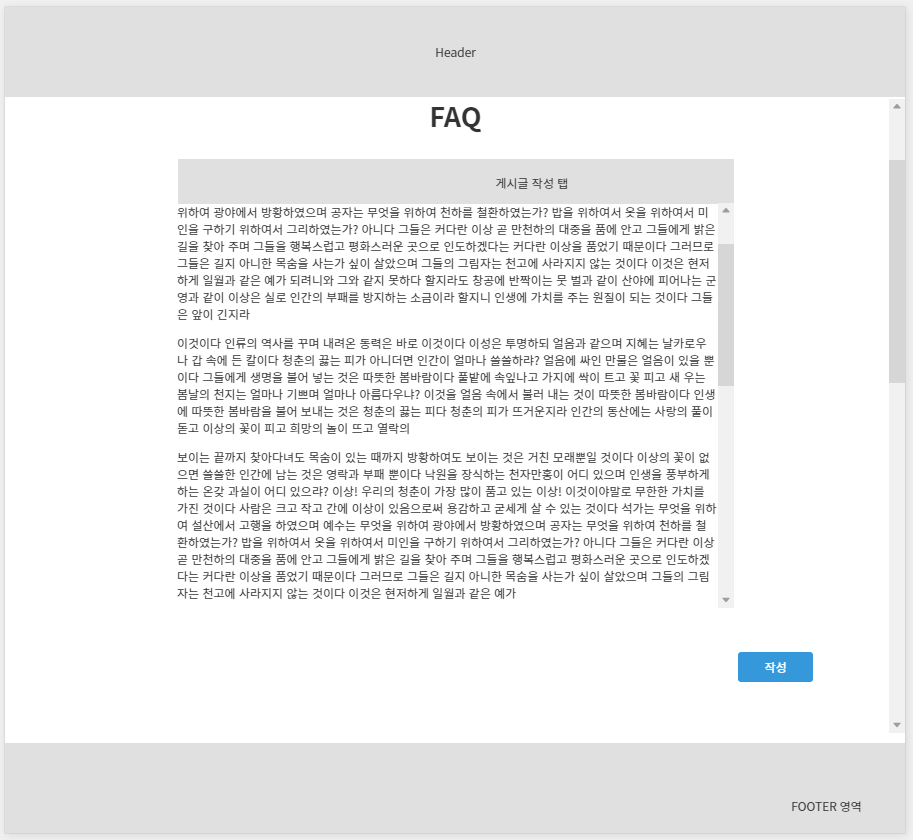 Header
FAQ
게시글 작성 탭
위하여 광야에서 방황하였으며 공자는 무엇을 위하여 천하를 철환하였는가? 밥을 위하여서 옷을 위하여서 미
인을 구하기 위하여서 그리하였는가? 아니다 그들은 커다란 이상 곧 만천하의 대중을 품에 안고 그들에게 밝은
길을 찾아 주며 그들을 행복스럽고 평화스러운 곳으로 인도하겠다는 커다란 이상을 품었기 때문이다 그러므로
그들은 길지 아니한 목숨을 사는가 싶이 살았으며 그들의 그림자는 천고에 사라지지 않는 것이다 이것은 현저
하게 일월과 같은 예가 되려니와 그와 같지 못하다 할지라도 창공에 반짝이는 뭇 별과 같이 산야에 피어나는 군
영과 같이 이상은 실로 인간의 부패를 방지하는 소금이라 할지니 인생에 가치를 주는 원질이 되는 것이다 그들
은 앞이 긴지라
이것이다 인류의 역사를 꾸며 내려온 동력은 바로 이것이다 이성은 투명하되 얼음과 같으며 지혜는 날카로우
나 갑 속에 든 칼이다 청춘의 끓는 피가 아니더면 인간이 얼마나 쓸쓸하랴? 얼음에 싸인 만물은 얼음이 있을 뿐
이다 그들에게 생명을 불어 넣는 것은 따뜻한 봄바람이다 풀밭에 속잎나고 가지에 싹이 트고 꽃 피고 새 우는
봄날의 천지는 얼마나 기쁘며 얼마나 아름다우냐? 이것을 얼음 속에서 불러 내는 것이 따뜻한 봄바람이다 인생
에 따뜻한 봄바람을 불어 보내는 것은 청춘의 끓는 피다 청춘의 피가 뜨거운지라 인간의 동산에는 사랑의 풀이
돋고 이상의 꽃이 피고 희망의 놀이 뜨고 열락의
보이는 끝까지 찾아다녀도 목숨이 있는 때까지 방황하여도 보이는 것은 거친 모래뿐일 것이다 이상의 꽃이 없
으면 쓸쓸한 인간에 남는 것은 영락과 부패 뿐이다 낙원을 장식하는 천자만홍이 어디 있으며 인생을 풍부하게
하는 온갖 과실이 어디 있으랴? 이상! 우리의 청춘이 가장 많이 품고 있는 이상! 이것이야말로 무한한 가치를
가진 것이다 사람은 크고 작고 간에 이상이 있음으로써 용감하고 굳세게 살 수 있는 것이다 석가는 무엇을 위하
여 설산에서 고행을 하였으며 예수는 무엇을 위하여 광야에서 방황하였으며 공자는 무엇을 위하여 천하를 철
환하였는가? 밥을 위하여서 옷을 위하여서 미인을 구하기 위하여서 그리하였는가? 아니다 그들은 커다란 이상
곧 만천하의 대중을 품에 안고 그들에게 밝은 길을 찾아 주며 그들을 행복스럽고 평화스러운 곳으로 인도하겠
다는 커다란 이상을 품었기 때문이다 그러므로 그들은 길지 아니한 목숨을 사는가 싶이 살았으며 그들의 그림
자는 천고에 사라지지 않는 것이다 이것은 현저하게 일월과 같은 예가
작성
FOOTER 영역